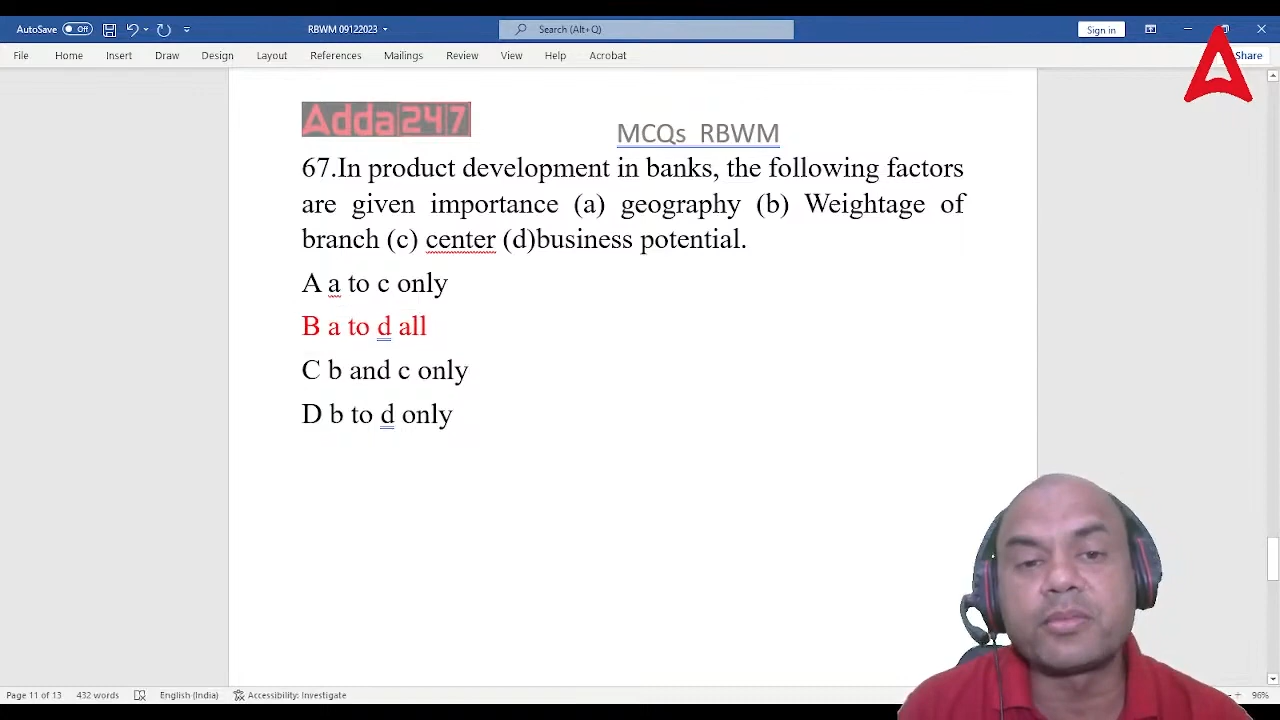 AutoSave Off RBWM 09122023 Search (Alt+Q) Sign in
File Home Insert Draw Design Layout References Mailings Review View Help Acrobat Share
Adda 247
MCQs RBWM
67.In product development in banks, the following factors
are given importance (a) geography (b) Weightage of
branch (c) center (d)business potential.
A a to c only
B a to d all
C b and c only
D b to d only
Page 11 of 13 432 words English (India) Accessibility: Investigate 96%